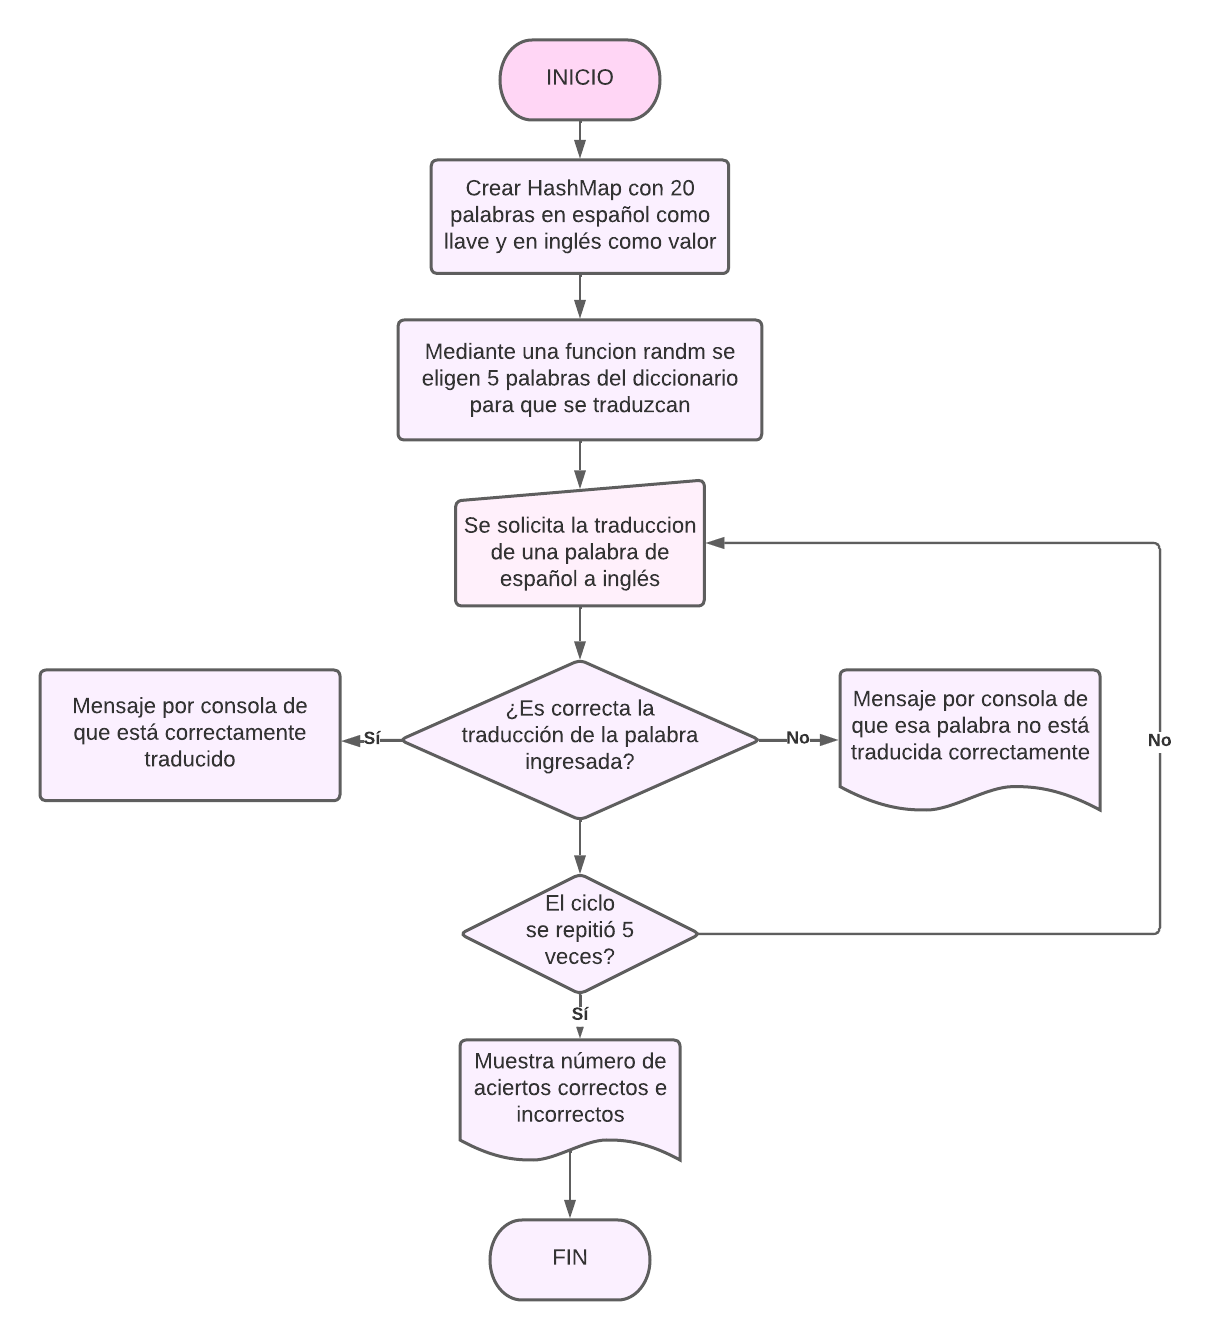 INICIO
Crear HashMap con 20
palabras en español como
llave y en inglés como valor
Mediante una funcion randm se
eligen 5 palabras del diccionario
para que se traduzcan
Se solicita la traduccion
de una palabra de
español a inglés
Mensaje por consola de
que está correctamente
traducido
Sí
¿Es correcta la
traducción de la palabra
ingresada?
No
Mensaje por consola de
que esa palabra no está
traducida correctamente
No
El ciclo
se repitió 5
veces?
Sí
Muestra número de
aciertos correctos e
incorrectos
FIN